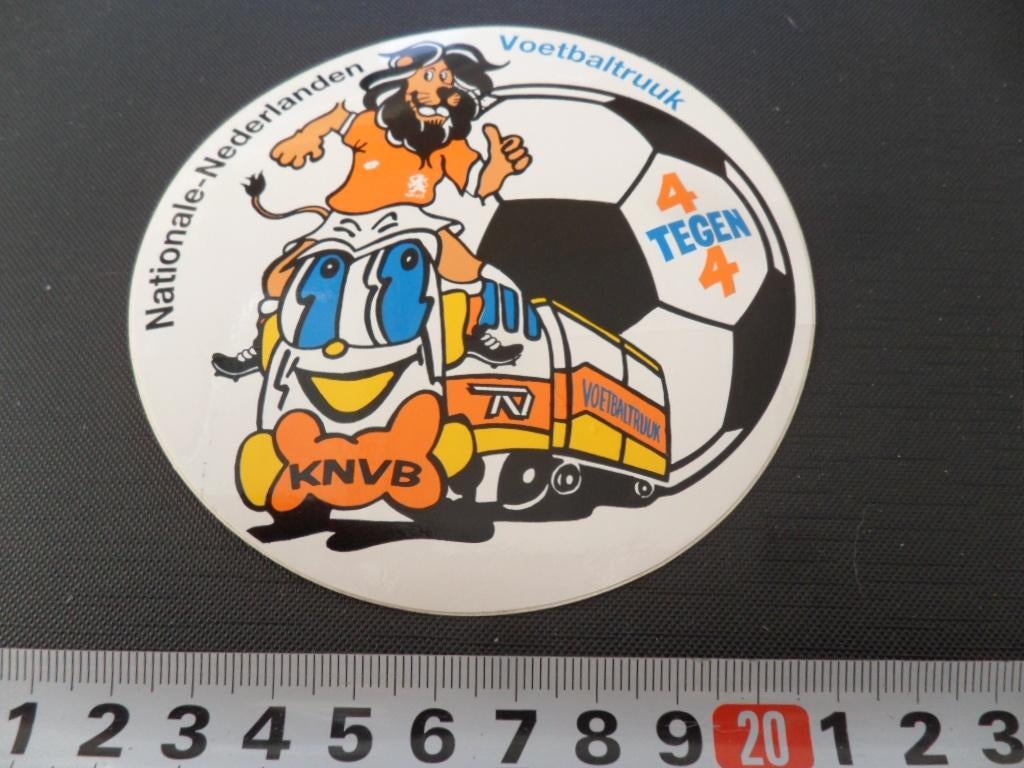 Nationale-Nederlanden Voetbaltruuk
4
TEGEN
4
VOETBALTRUUK
KNVB
1 2 3 4 5 6 7 8 9 20 1 2 3